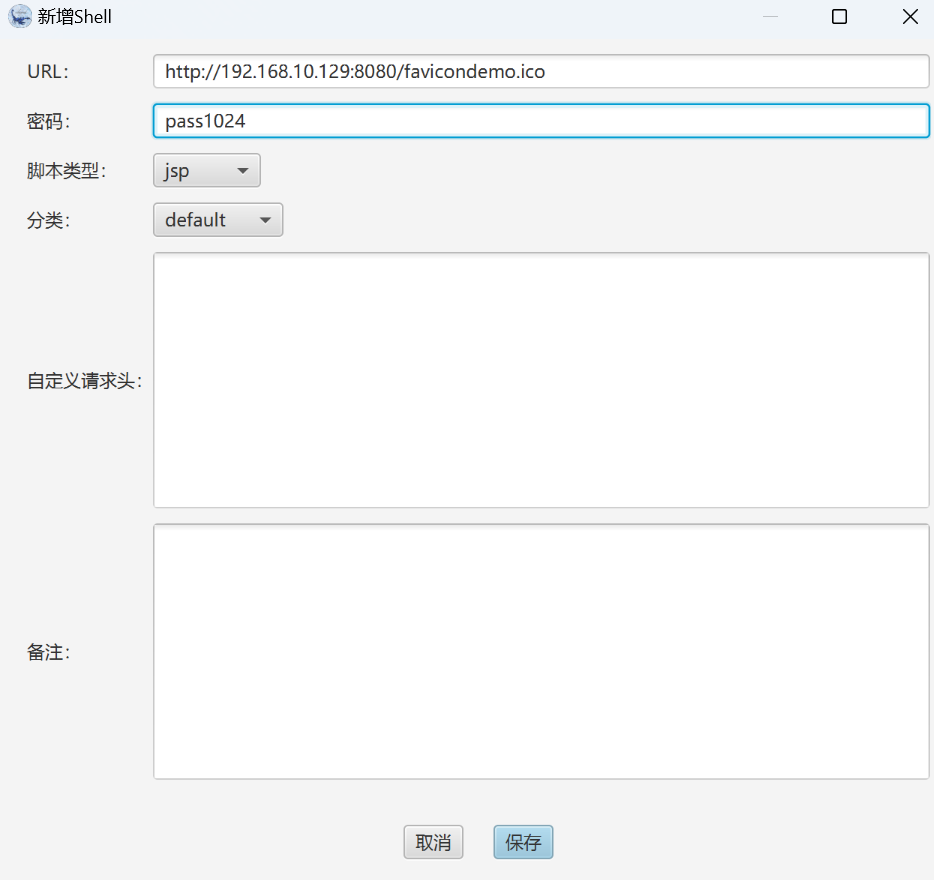 新增Shell
URL：
http://192.168.10.129:8080/favicondemo.ico
密码：
pass1024
脚本类型：
jsp
分类：
default
自定义请求头：
备注：
取消
保存